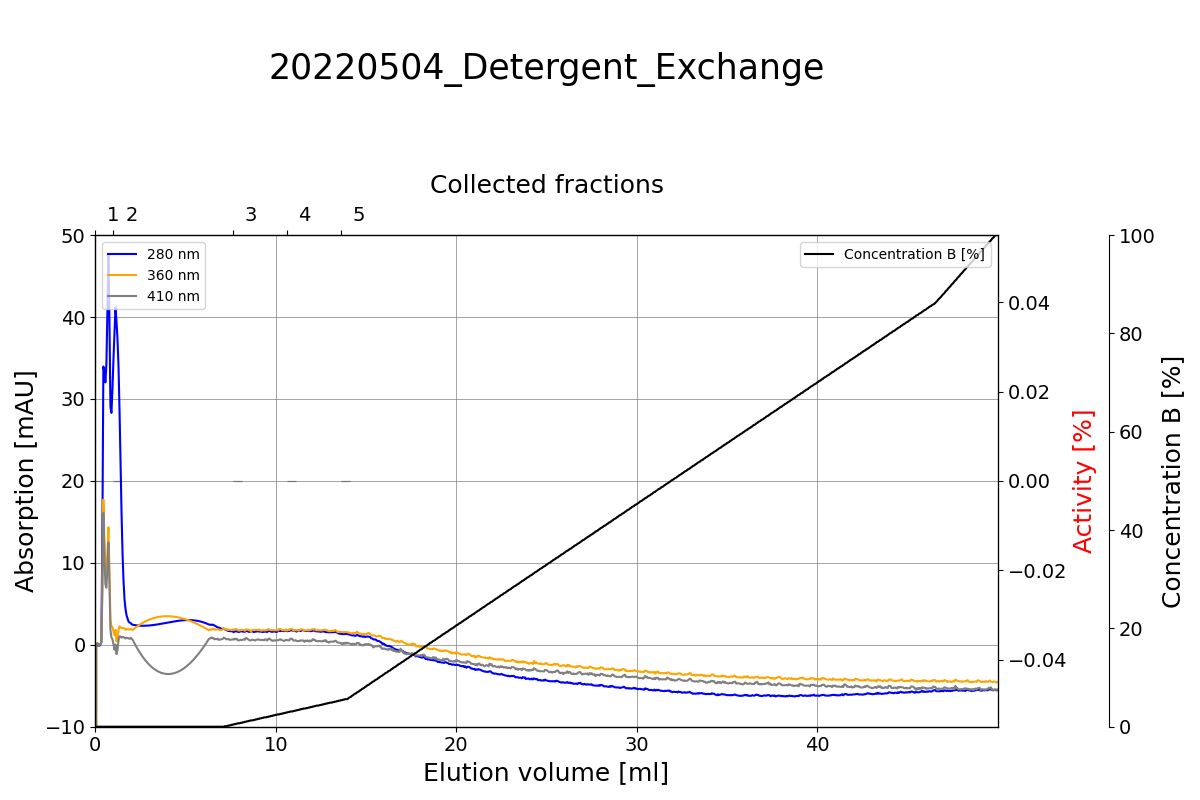 20220504_Detergent_Exchange
Collected fractions
1 2 3 4 5
280 nm
360 nm
410 nm
Concentration B [%]
50
40
30
20
10
0
−10
Absorption [mAU]
0 10 20 30 40
Elution volume [ml]
0.04
0.02
0.00
−0.02
−0.04
Activity [%]
100
80
60
40
20
0
Concentration B [%]